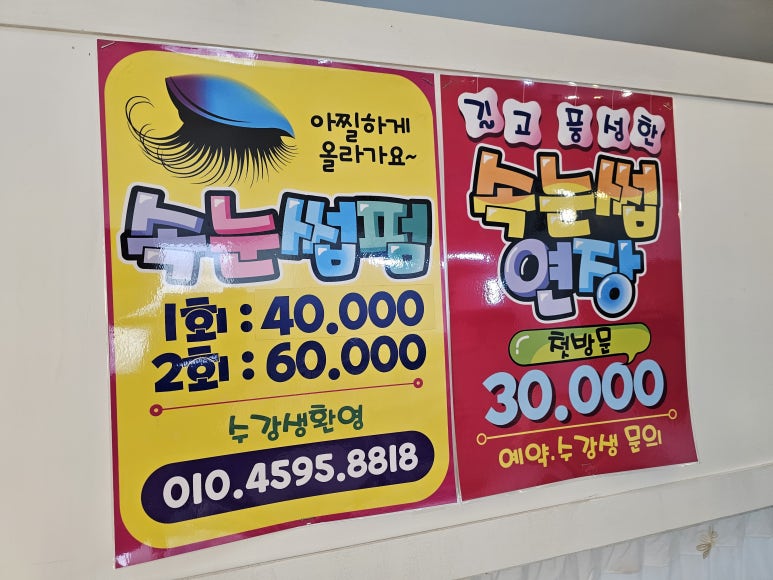 아찔하게
올라가요~
속눈썹펌
1회 : 40.000
2회 : 60.000
수강생환영
010.4595.8818
길고 풍성한
속눈썹
연장
첫방문
30.000
예약·수강생 문의